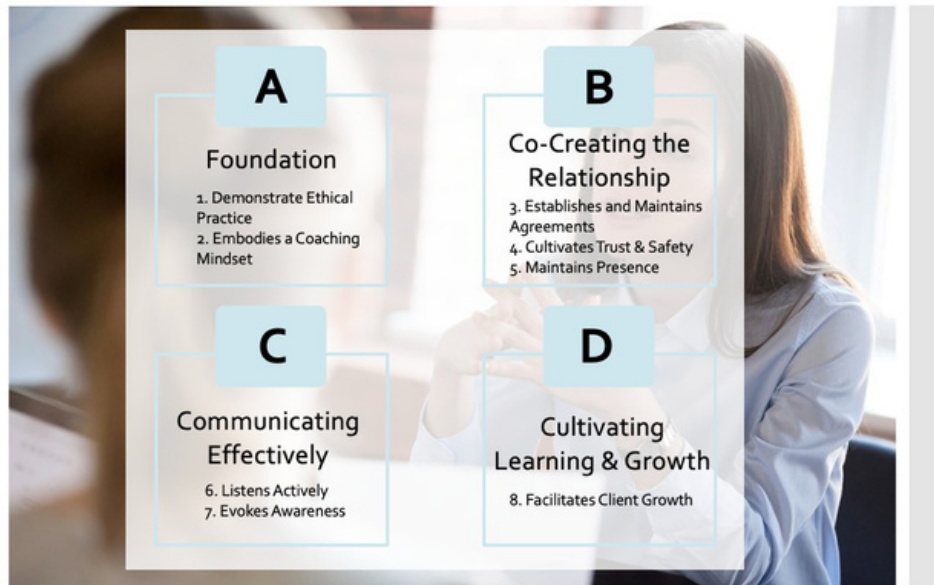 A
Foundation
1. Demonstrate Ethical
Practice
2. Embodies a Coaching
Mindset
B
Co-Creating the
Relationship
3. Establishes and Maintains
Agreements
4. Cultivates Trust & Safety
5. Maintains Presence
C
Communicating
Effectively
6. Listens Actively
7. Evokes Awareness
D
Cultivating
Learning & Growth
8. Facilitates Client Growth